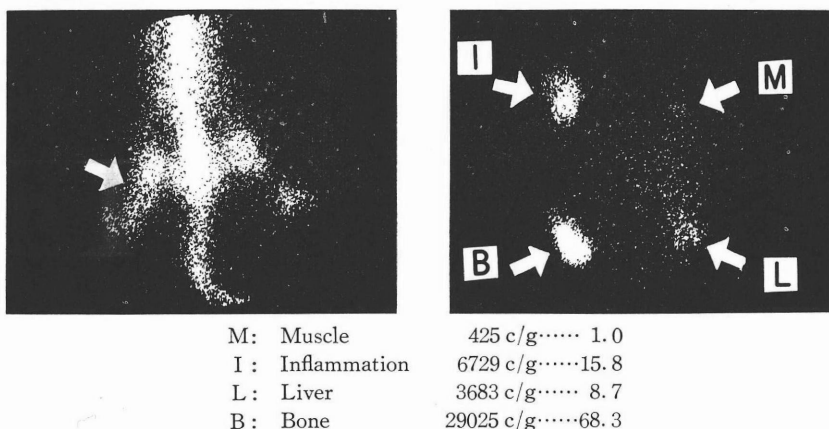 I
M
B
L
M: Muscle 425 c/g······ 1.0
I: Inflammation 6729 c/g······15.8
L: Liver 3683 c/g······ 8.7
B: Bone 29025 c/g······68.3